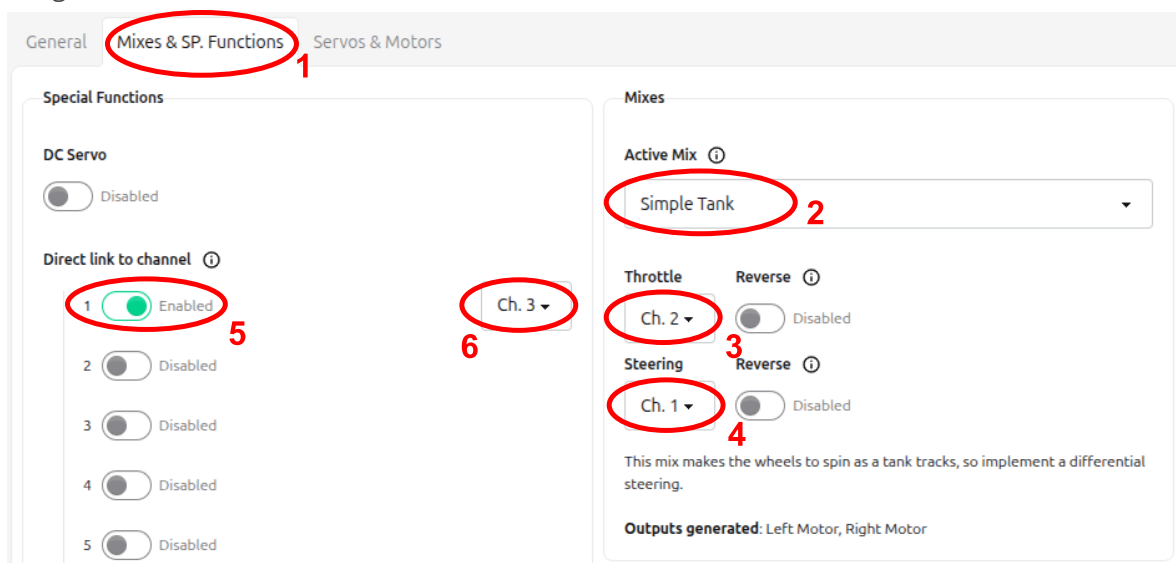 General Mixes & SP. Functions Servos & Motors
1
Special Functions
DC Servo
Disabled
Direct link to channel
1 Enabled Ch. 3
5
6
2 Disabled
3 Disabled
4 Disabled
5 Disabled
Mixes
Active Mix
Simple Tank
2
Throttle Reverse
Ch. 2 Disabled
3
Steering Reverse
Ch. 1 Disabled
4
This mix makes the wheels to spin as a tank tracks, so implement a differential
steering.
Outputs generated: Left Motor, Right Motor